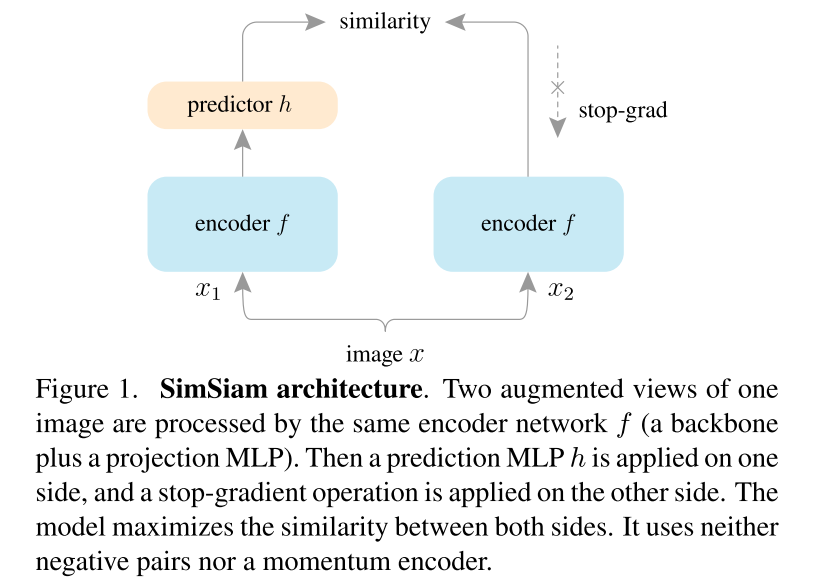 similarity
predictor h
stop-grad
encoder f
encoder f
x1
x2
image x
Figure 1. SimSiam architecture. Two augmented views of one
image are processed by the same encoder network f (a backbone
plus a projection MLP). Then a prediction MLP h is applied on one
side, and a stop-gradient operation is applied on the other side. The
model maximizes the similarity between both sides. It uses neither
negative pairs nor a momentum encoder.